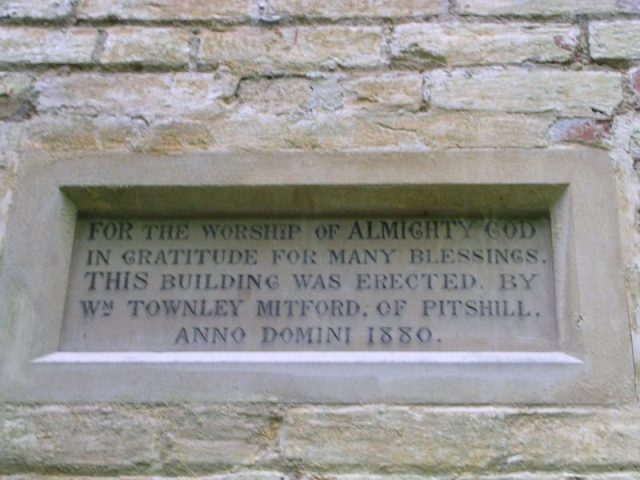 FOR THE WORSHIP OF ALMIGHTY GOD
IN GRATITUDE FOR MANY BLESSINGS.
THIS BUILDING WAS ERECTED, BY
WM TOWNLEY MITFORD, OF PITSHILL.
ANNO DOMINI 1880.